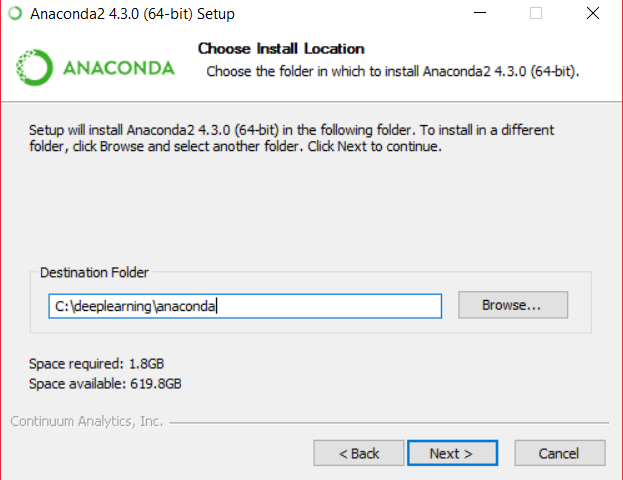 Anaconda2 4.3.0 (64-bit) Setup
ANACONDA
Choose Install Location
Choose the folder in which to install Anaconda2 4.3.0 (64-bit).
Setup will install Anaconda2 4.3.0 (64-bit) in the following folder. To install in a different
folder, click Browse and select another folder. Click Next to continue.
Destination Folder
C:\deeplearning\anaconda
Browse...
Space required: 1.8GB
Space available: 619.8GB
Continuum Analytics, Inc.
< Back
Next >
Cancel